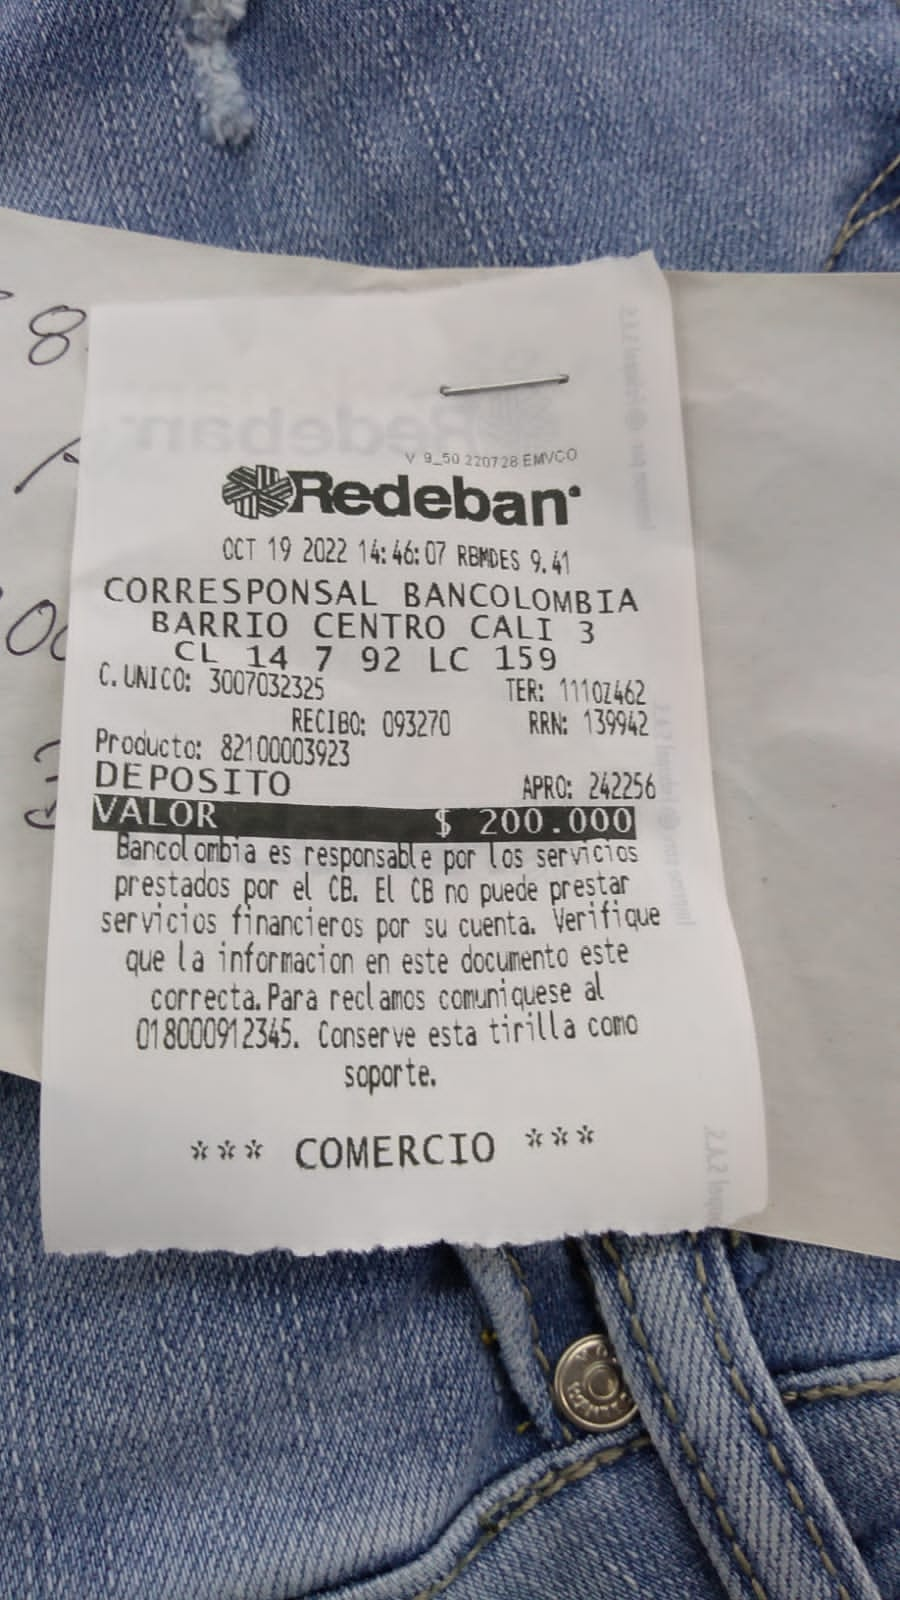 8
V 9_50 220728 EMVCO
Redeban
OCT 19 2022 14:46:07 RBMDES 9.41
CORRESPONSAL BANCOLOMBIA
BARRIO CENTRO CALI 3
CL 14 7 92 LC 159
C. UNICO: 3007032325 TER: 1110Z462
RECIBO: 093270 RRN: 139942
Producto: 82100003923
DEPOSITO APRO: 242256
VALOR $ 200.000
Bancolombia es responsable por los servicios
prestados por el CB. El CB no puede prestar
servicios financieros por su cuenta. Verifique
que la informacion en este documento este
correcta. Para reclamos comuniquese al
018000912345. Conserve esta tirilla como
soporte.
*** COMERCIO ***